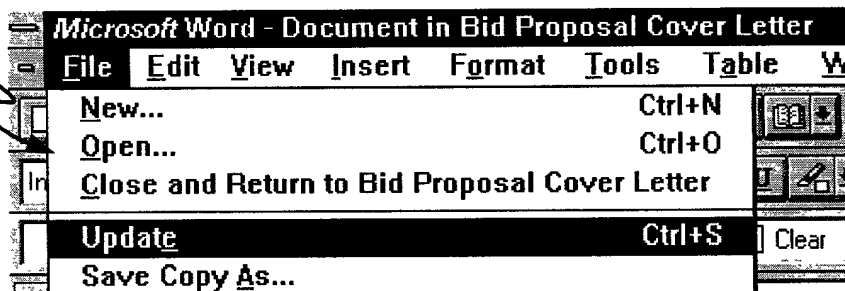 Microsoft Word - Document in Bid Proposal Cover Letter
File Edit View Insert Format Tools Table
New... Ctrl+N
Open... Ctrl+O
Close and Return to Bid Proposal Cover Letter
Update Ctrl+S
Clear
Save Copy As...